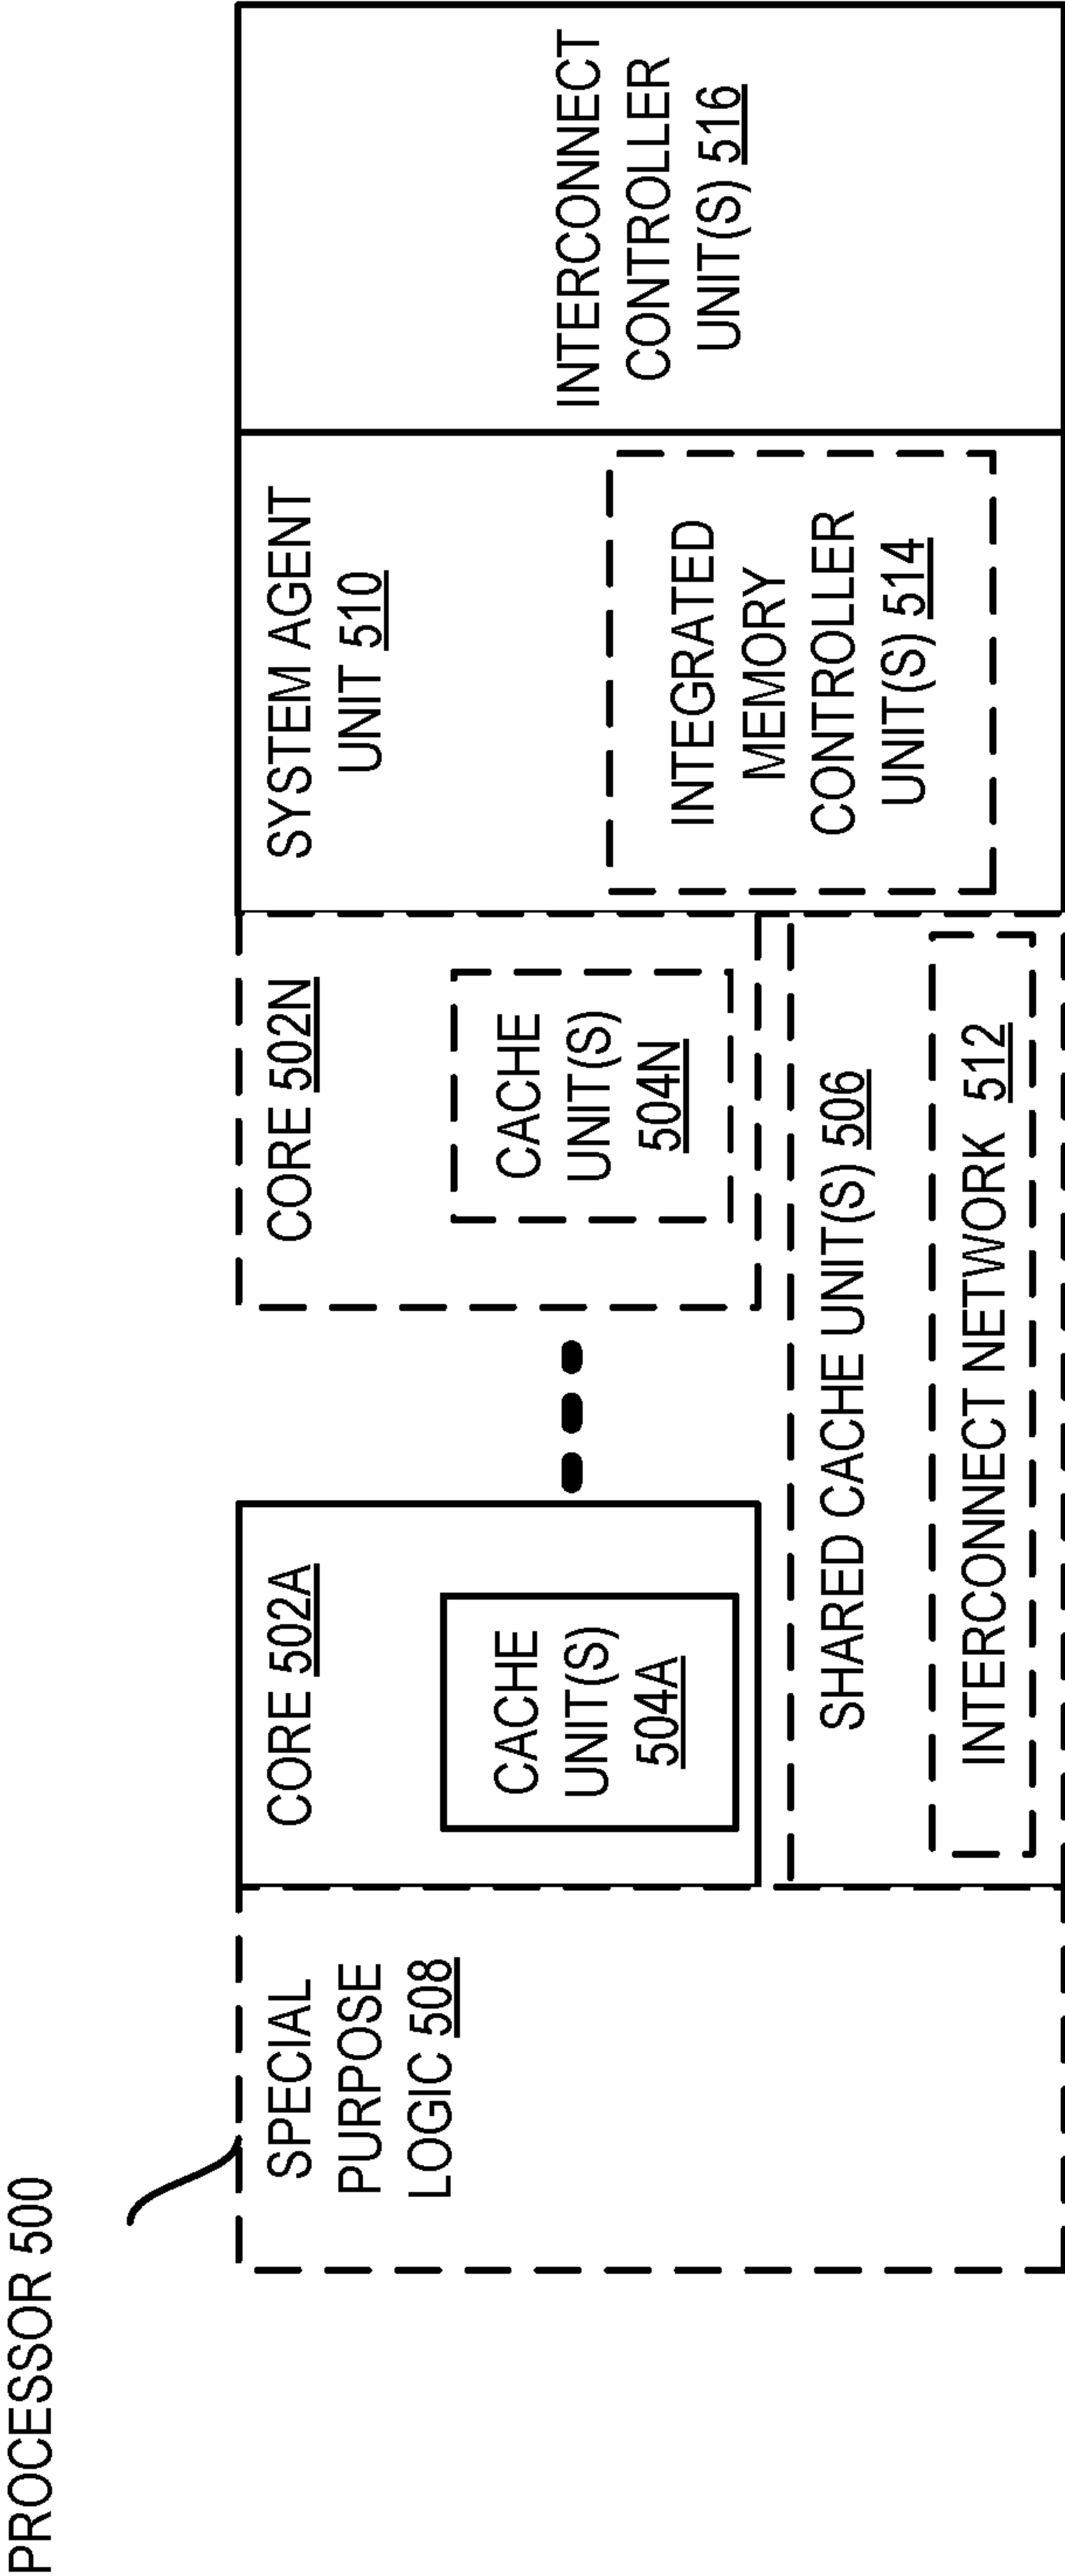 PROCESSOR 500
SPECIAL
PURPOSE
LOGIC 508
CORE 502A
CACHE
UNIT(S)
504A
CORE 502N
CACHE
UNIT(S)
504N
SHARED CACHE UNIT(S) 506
INTERCONNECT NETWORK 512
SYSTEM AGENT
UNIT 510
INTEGRATED
MEMORY
CONTROLLER
UNIT(S) 514
INTERCONNECT
CONTROLLER
UNIT(S) 516